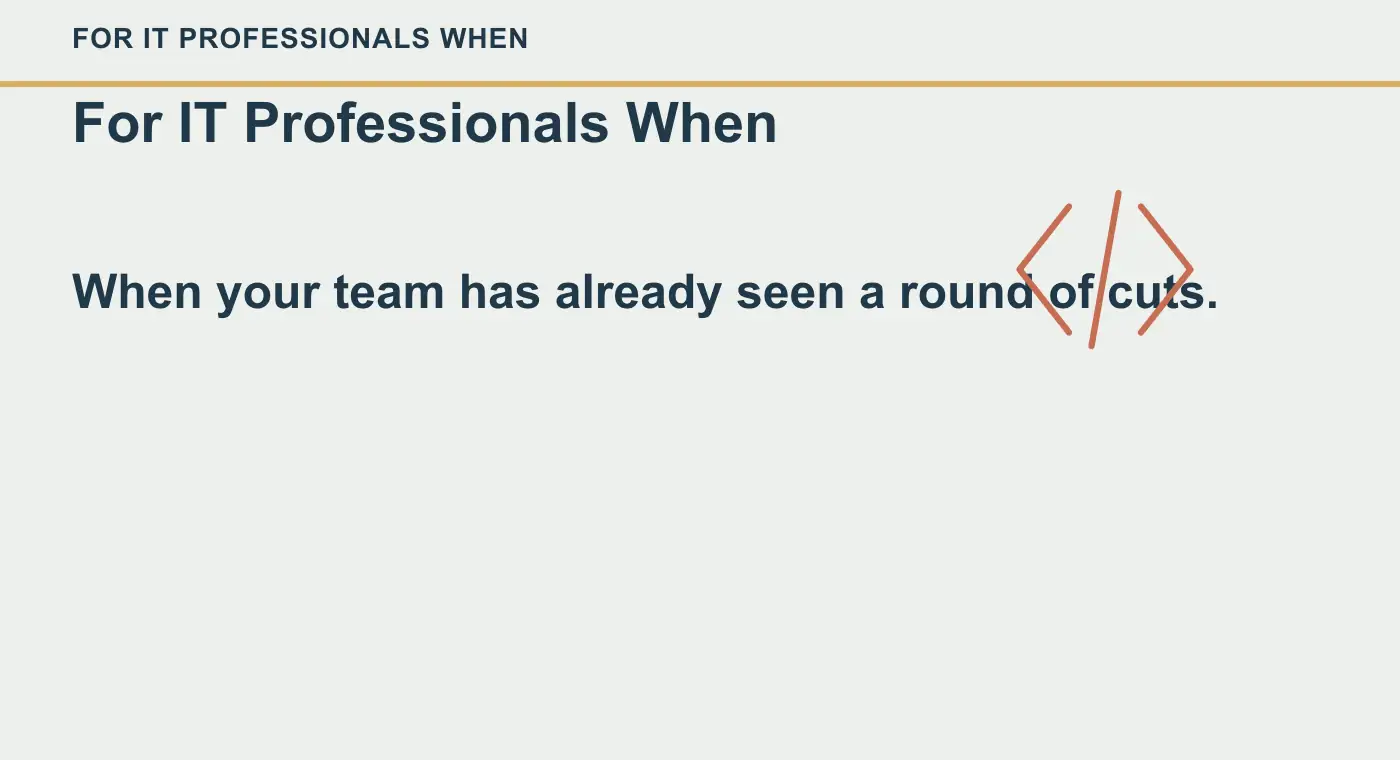 FOR IT PROFESSIONALS WHEN
For IT Professionals When
When your team has already seen a round of cuts.